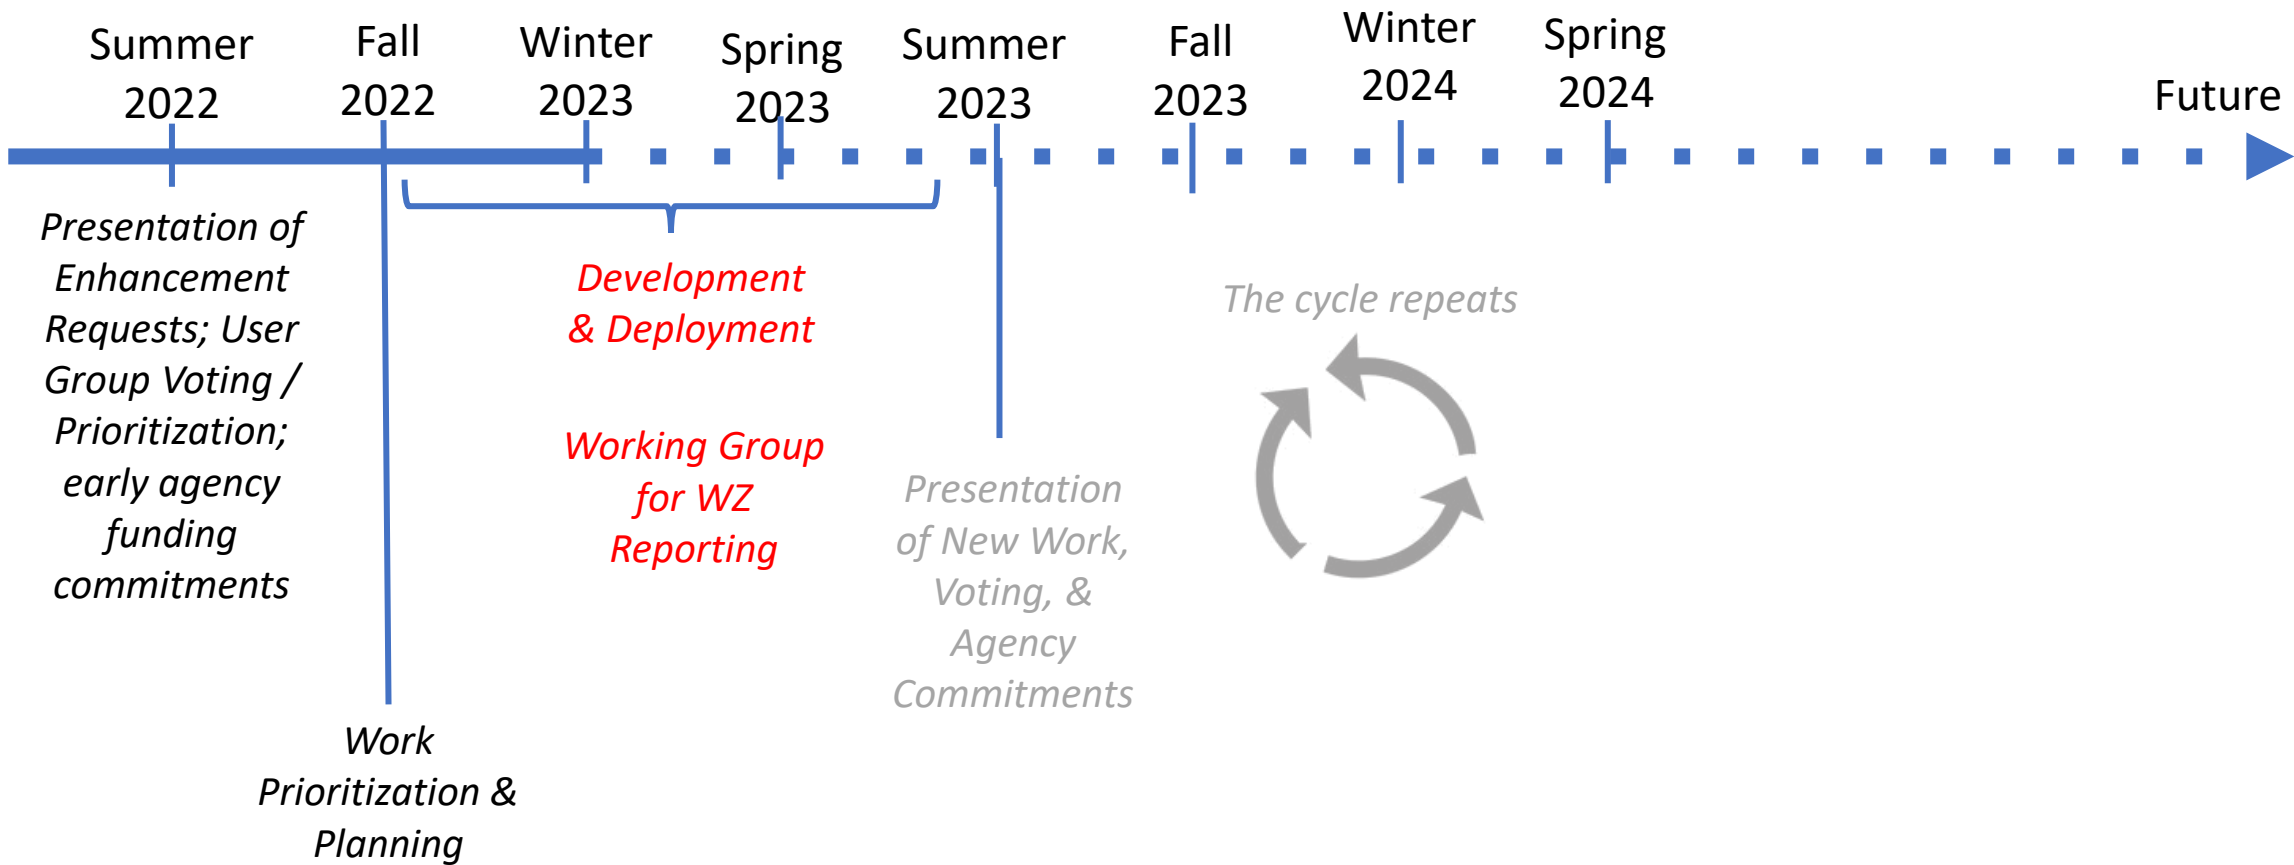 Summer
2022
Fall
2022
Winter
2023
Spring
2023
Summer
2023
Fall
2023
Winter
2024
Spring
2024
Future
Presentation of
Enhancement
Requests; User
Group Voting /
Prioritization;
early agency
funding
commitments
Work
Prioritization &
Planning
Development
& Deployment
Working Group
for WZ
Reporting
Presentation
of New Work,
Voting, &
Agency
Commitments
The cycle repeats